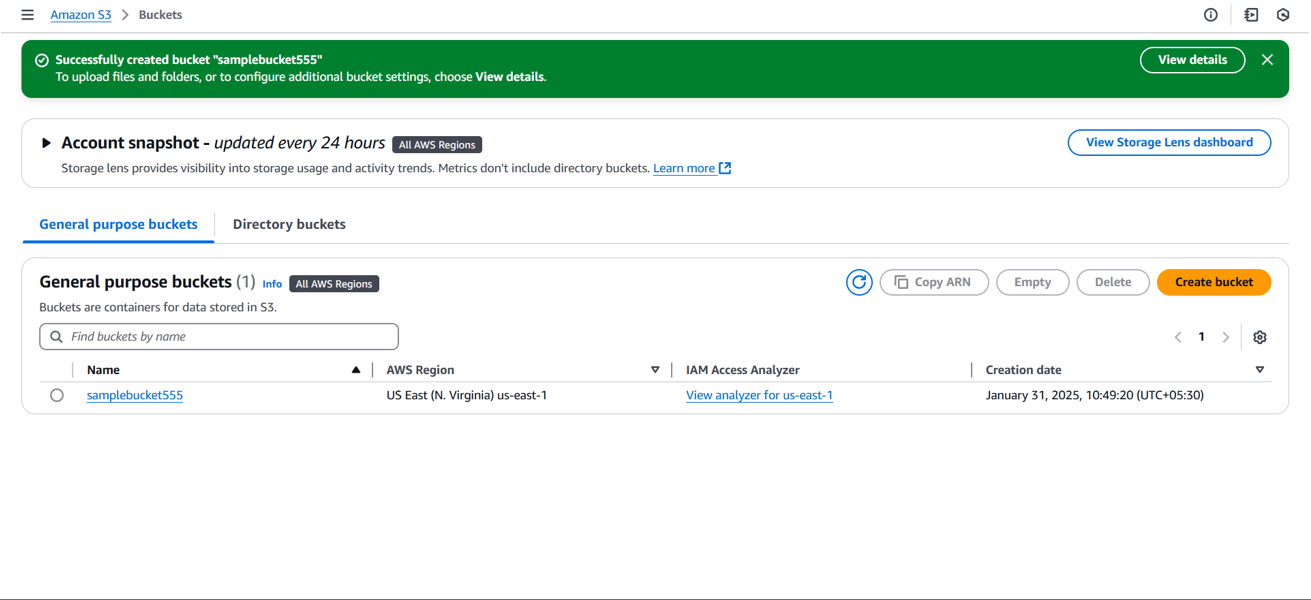 Amazon S3 > Buckets
Successfully created bucket "samplebucket555"
To upload files and folders, or to configure additional bucket settings, choose View details.
View details
Account snapshot - updated every 24 hours All AWS Regions
View Storage Lens dashboard
Storage lens provides visibility into storage usage and activity trends. Metrics don't include directory buckets. Learn more
General purpose buckets Directory buckets
General purpose buckets (1) Info All AWS Regions
Copy ARN Empty Delete Create bucket
Buckets are containers for data stored in S3.
Find buckets by name
1
Name AWS Region IAM Access Analyzer Creation date
samplebucket555 US East (N. Virginia) us-east-1 View analyzer for us-east-1 January 31, 2025, 10:49:20 (UTC+05:30)